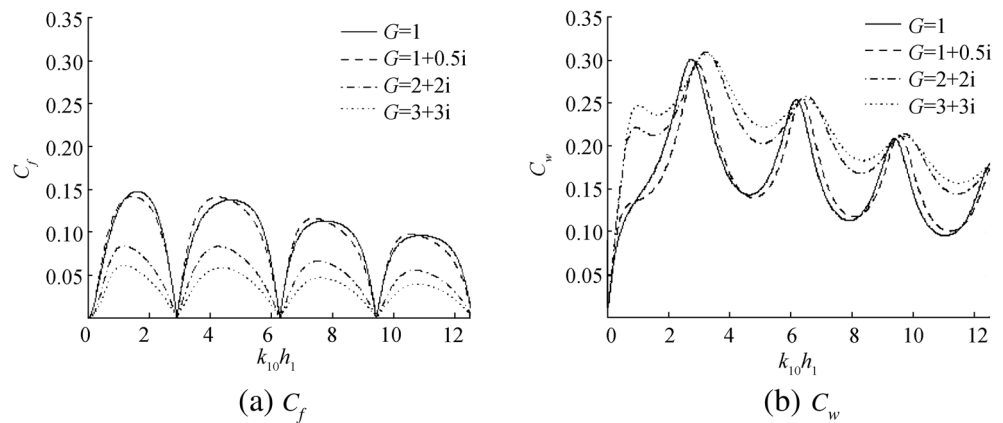 0.35
0.30
0.25
0.20
0.15
0.10
0.05
C_f
G=1
G=1+0.5i
G=2+2i
G=3+3i
0 2 4 6 8 10 12
k₁₀h₁
(a) C_f
0.35
0.30
0.25
0.20
0.15
0.10
0.05
C_w
G=1
G=1+0.5i
G=2+2i
G=3+3i
0 2 4 6 8 10 12
k₁₀h₁
(b) C_w